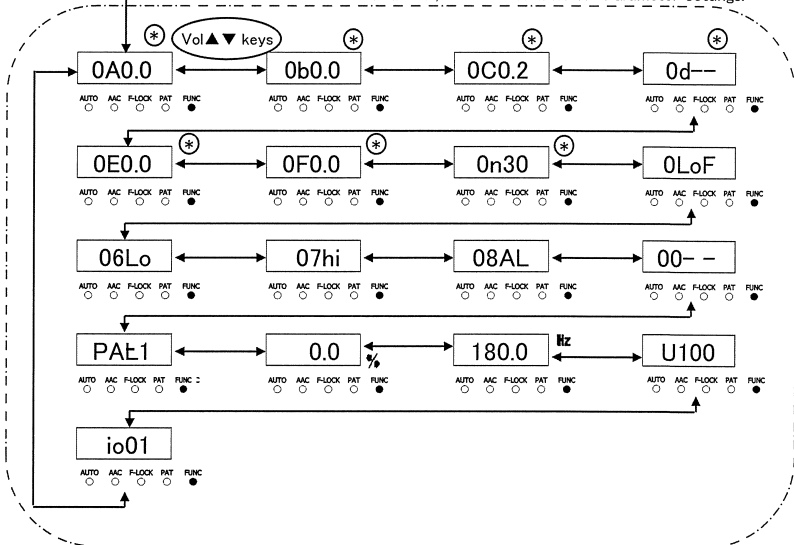 Vol▲▼ keys
0A0.0 0b0.0 0C0.2 0d--
AUTO AAC F-LOCK PAT FUNC AUTO AAC F-LOCK PAT FUNC AUTO AAC F-LOCK PAT FUNC AUTO AAC F-LOCK PAT FUNC
0E0.0 0F0.0 0n30 0LoF
AUTO AAC F-LOCK PAT FUNC AUTO AAC F-LOCK PAT FUNC AUTO AAC F-LOCK PAT FUNC AUTO AAC F-LOCK PAT FUNC
06Lo 07hi 08AL 00--
AUTO AAC F-LOCK PAT FUNC AUTO AAC F-LOCK PAT FUNC AUTO AAC F-LOCK PAT FUNC AUTO AAC F-LOCK PAT FUNC
PAŁ1 0.0 % 180.0 Hz U100
AUTO AAC F-LOCK PAT FUNC AUTO AAC F-LOCK PAT FUNC AUTO AAC F-LOCK PAT FUNC AUTO AAC F-LOCK PAT FUNC
io01
AUTO AAC F-LOCK PAT FUNC